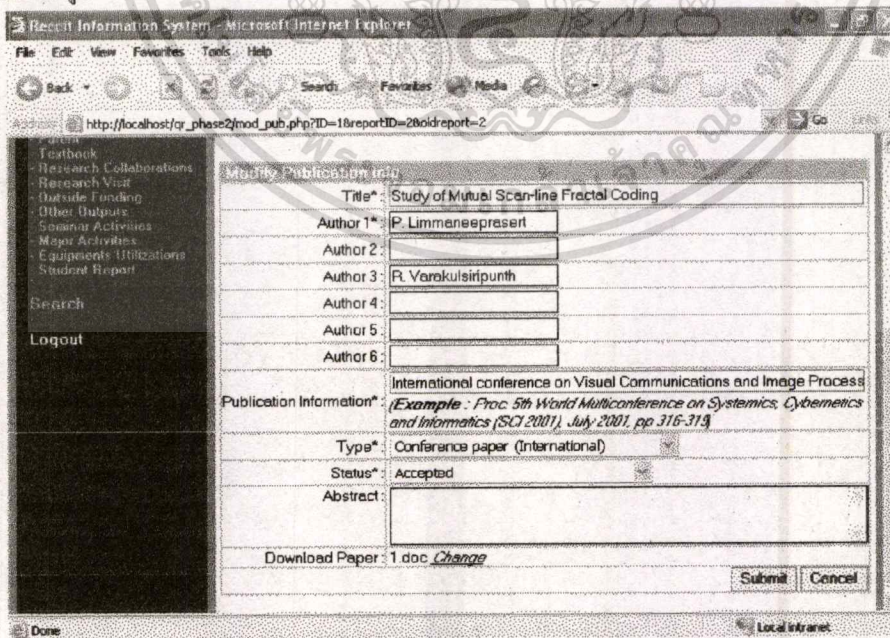 Reccit Information System - Microsoft Internet Explorer
File Edit View Favorites Tools Help
Back Search Favorites Media
Address http://localhost/qr_phase2/mod_pub.php?ID=1&reportID=2&oldreport=2 Go
Patent
Textbook
Research Collaborations
Research Visit
Outside Funding
Other Outputs
Seminar Activities
Major Activities
Equipments Utilizations
Student Report
Search
Logout
Modify Publication Info
Title*: Study of Mutual Scan-line Fractal Coding
Author 1*: P. Limmaneeprasert
Author 2:
Author 3: R. Varakulsiripunth
Author 4:
Author 5:
Author 6:
Publication Information*: International conference on Visual Communications and Image Process
(Example : Proc. 5th World Multiconference on Systemics, Cybernetics
and Informatics (SCI 2001), July 2001, pp 316-319)
Type*: Conference paper (International)
Status*: Accepted
Abstract:
Download Paper: 1.doc Change
Submit Cancel
Done Local intranet